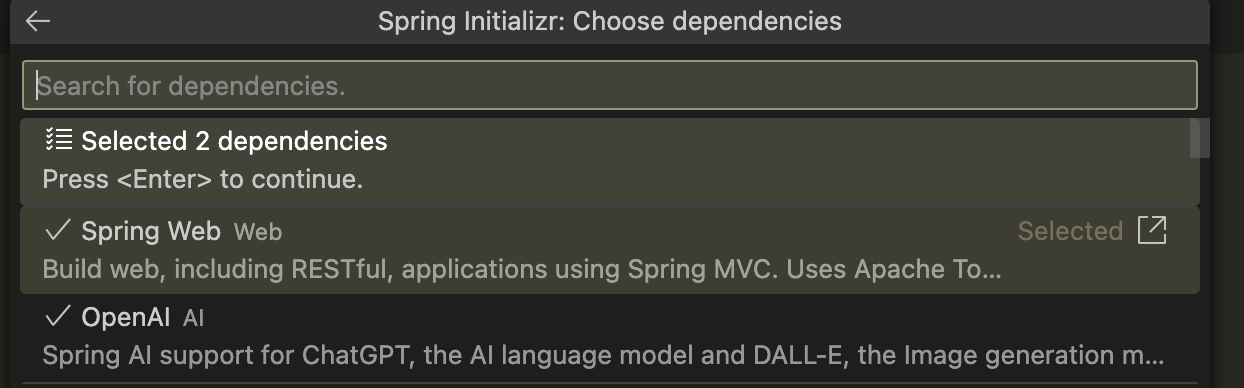 Spring Initializr: Choose dependencies
Search for dependencies.
Selected 2 dependencies
Press <Enter> to continue.
Spring Web Web Selected
Build web, including RESTful, applications using Spring MVC. Uses Apache To...
OpenAI AI
Spring AI support for ChatGPT, the AI language model and DALL-E, the Image generation m...